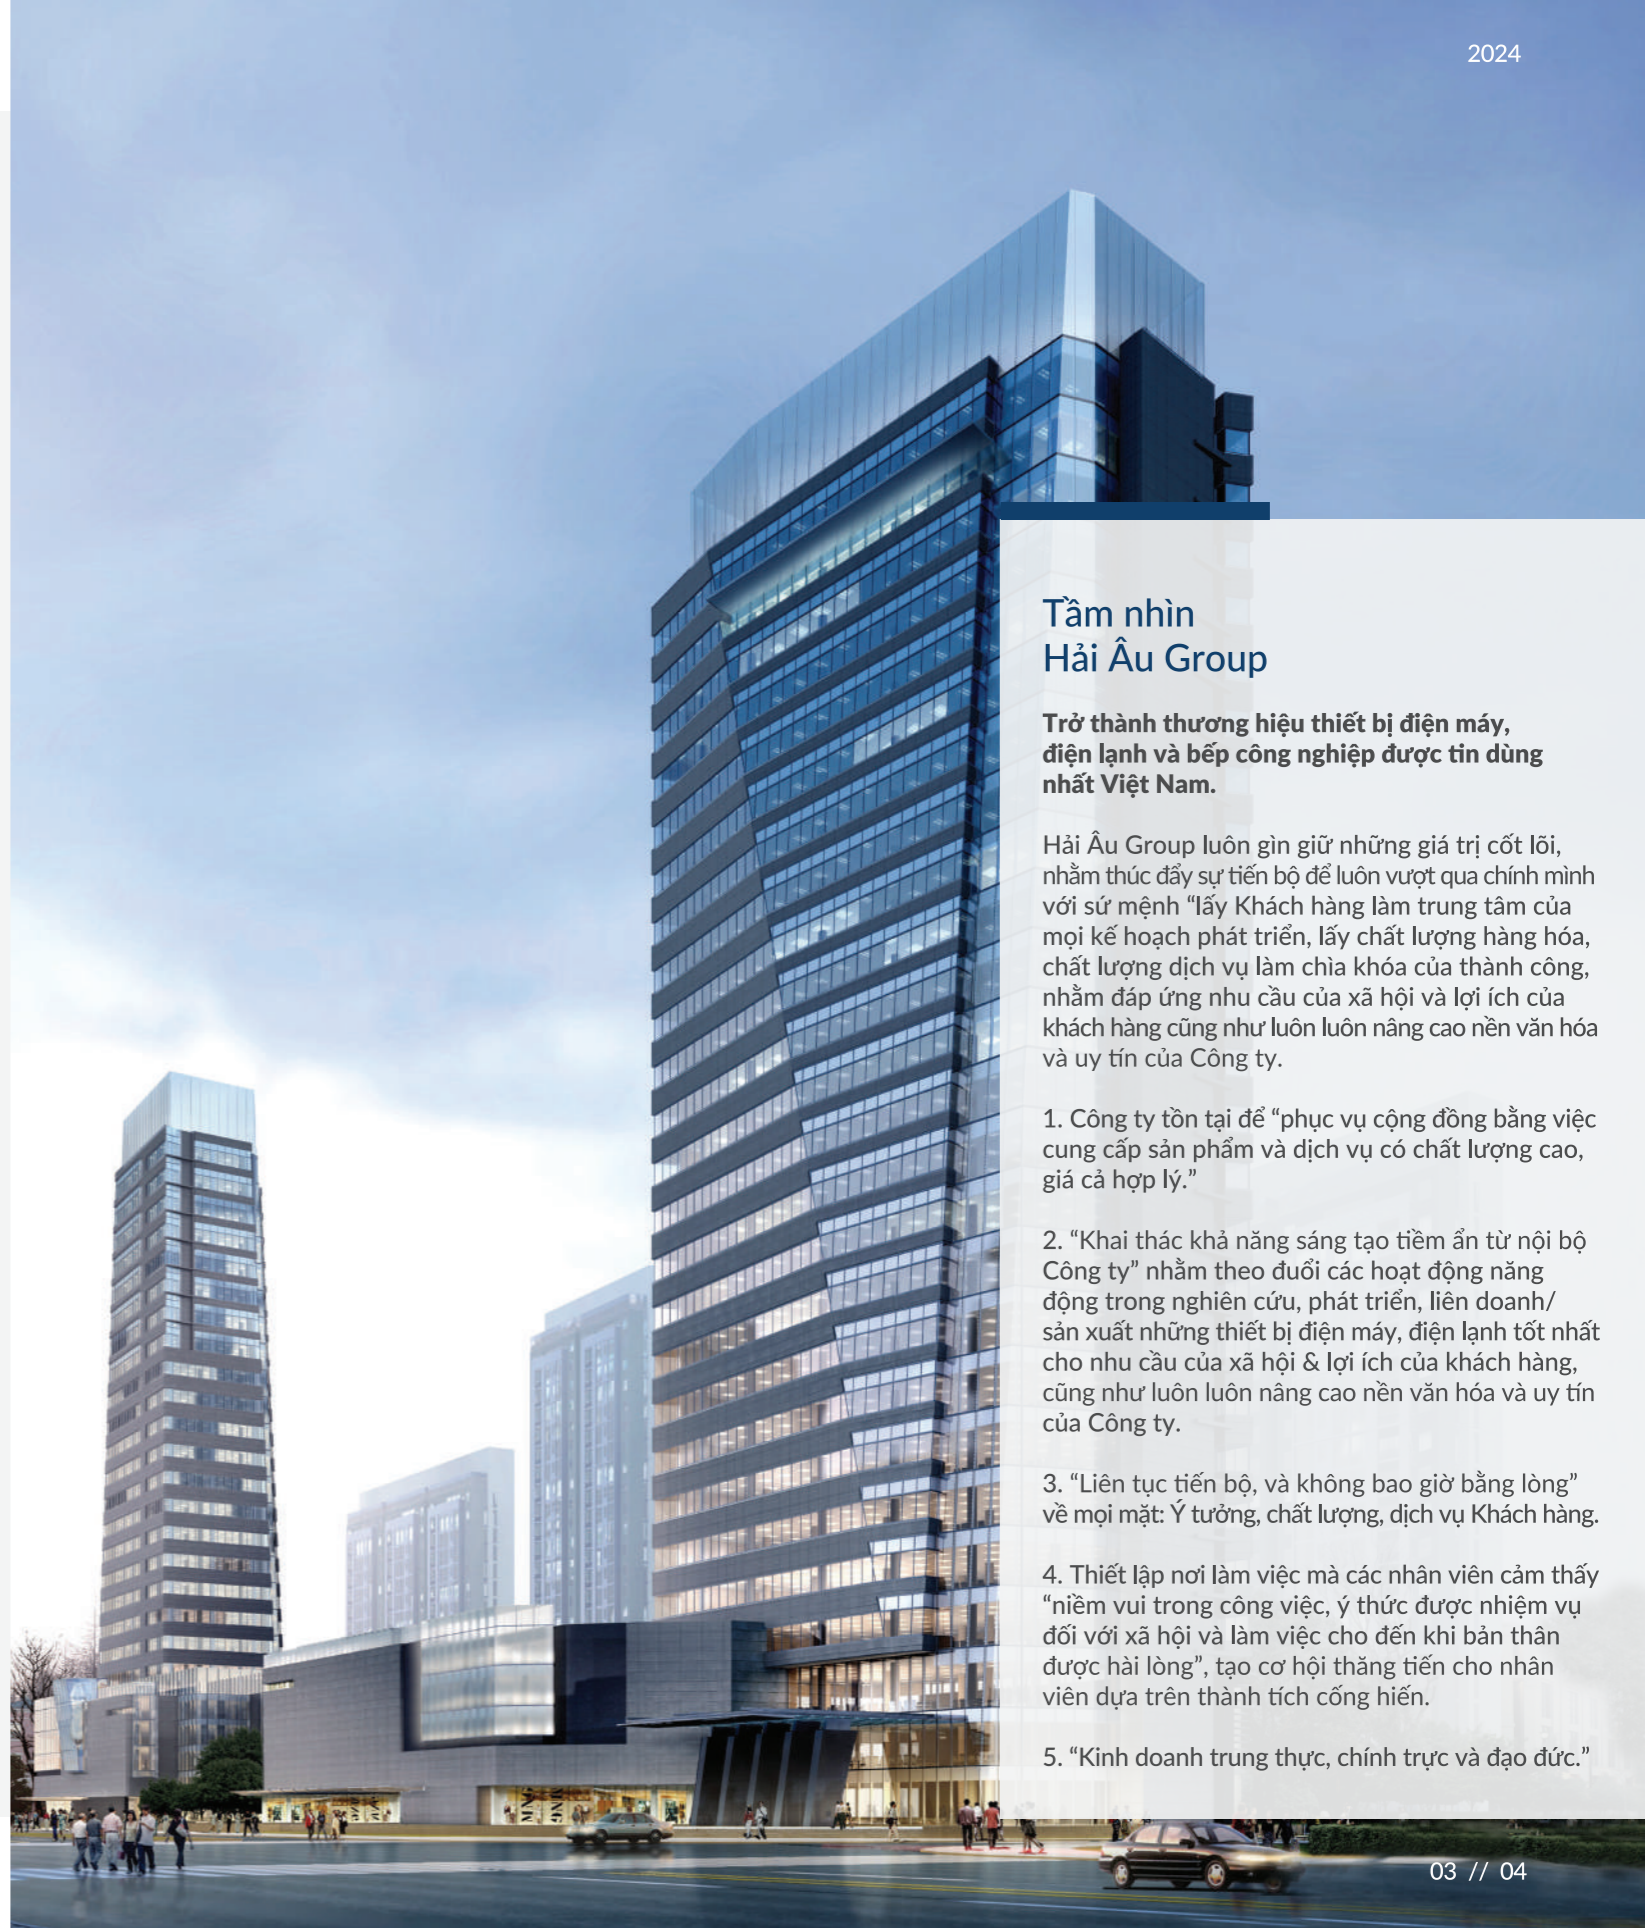 2024
Tầm nhìn
Hải Âu Group
Trở thành thương hiệu thiết bị điện máy,
điện lạnh và bếp công nghiệp được tin dùng
nhất Việt Nam.
Hải Âu Group luôn gìn giữ những giá trị cốt lõi,
nhằm thúc đẩy sự tiến bộ để luôn vượt qua chính mình
với sứ mệnh “lấy Khách hàng làm trung tâm của
mọi kế hoạch phát triển, lấy chất lượng hàng hóa,
chất lượng dịch vụ làm chìa khóa của thành công,
nhằm đáp ứng nhu cầu của xã hội và lợi ích của
khách hàng cũng như luôn luôn nâng cao nền văn hóa
và uy tín của Công ty.
1. Công ty tồn tại để “phục vụ cộng đồng bằng việc
cung cấp sản phẩm và dịch vụ có chất lượng cao,
giá cả hợp lý.”
2. “Khai thác khả năng sáng tạo tiềm ẩn từ nội bộ
Công ty” nhằm theo đuổi các hoạt động năng
động trong nghiên cứu, phát triển, liên doanh/
sản xuất những thiết bị điện máy, điện lạnh tốt nhất
cho nhu cầu của xã hội & lợi ích của khách hàng,
cũng như luôn luôn nâng cao nền văn hóa và uy tín
của Công ty.
3. “Liên tục tiến bộ, và không bao giờ bằng lòng”
về mọi mặt: Ý tưởng, chất lượng, dịch vụ Khách hàng.
4. Thiết lập nơi làm việc mà các nhân viên cảm thấy
“niềm vui trong công việc, ý thức được nhiệm vụ
đối với xã hội và làm việc cho đến khi bản thân
được hài lòng”, tạo cơ hội thăng tiến cho nhân
viên dựa trên thành tích cống hiến.
5. “Kinh doanh trung thực, chính trực và đạo đức.”
03 // 04